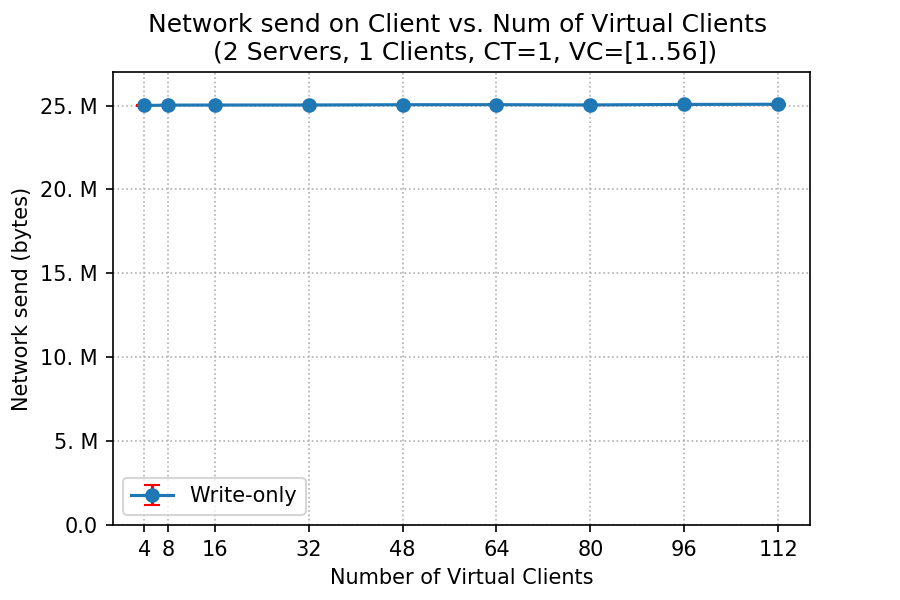 Network send on Client vs. Num of Virtual Clients
(2 Servers, 1 Clients, CT=1, VC=[1..56])
Network send (bytes)
25. M
20. M
15. M
10. M
5. M
0.0
Write-only
4 8 16 32 48 64 80 96 112
Number of Virtual Clients